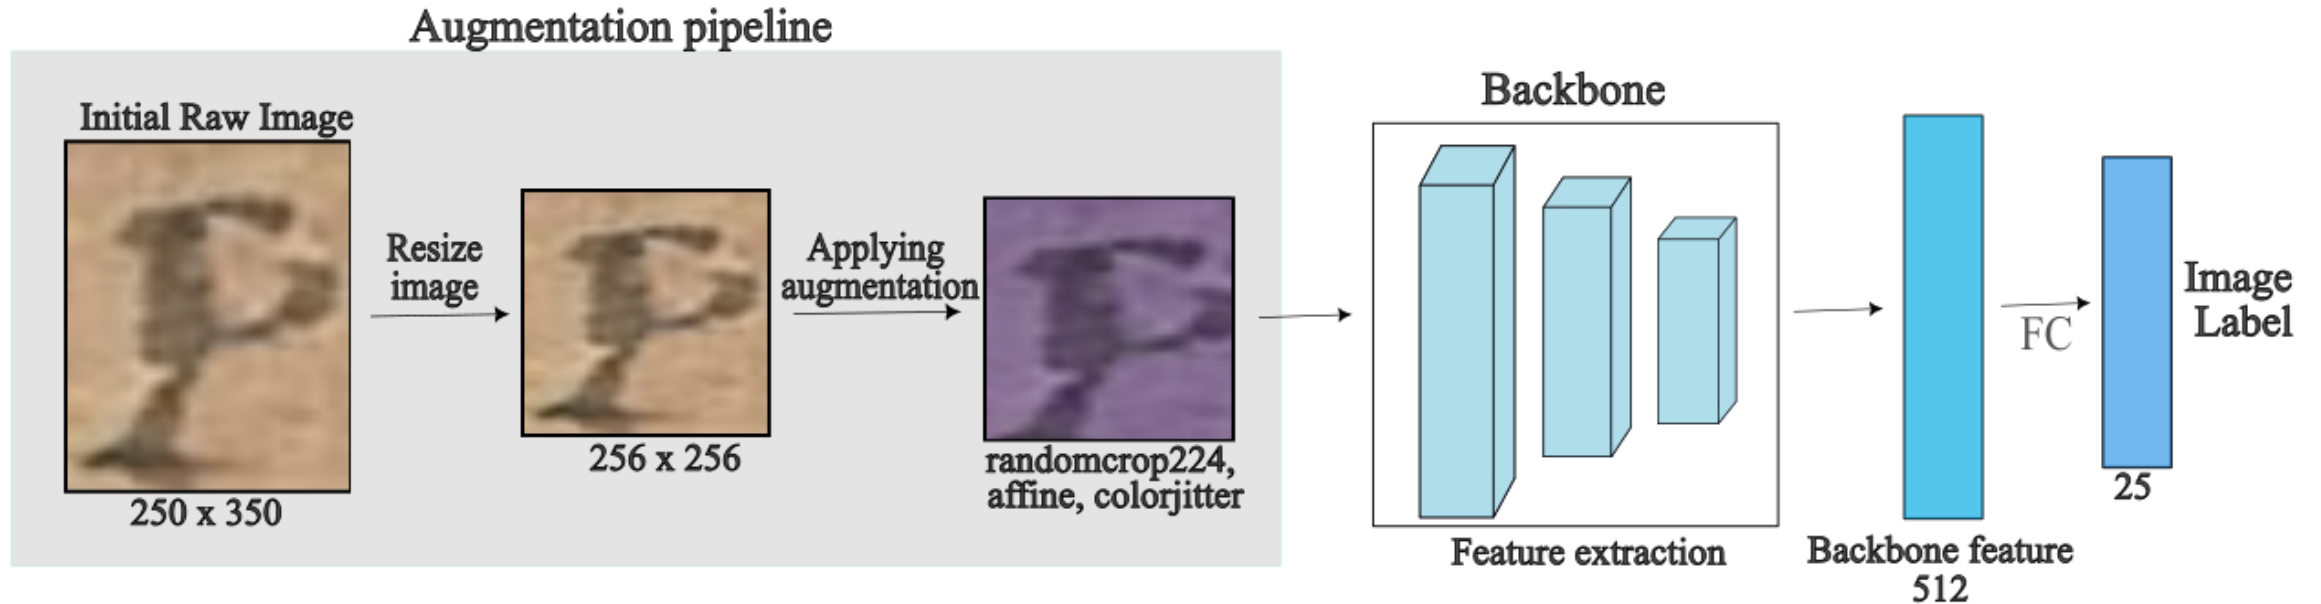 Augmentation pipeline
Initial Raw Image
250 x 350
Resize
image
256 x 256
Applying
augmentation
randomcrop224,
affine, colorjitter
Backbone
Feature extraction
Backbone feature
512
FC
25
Image
Label